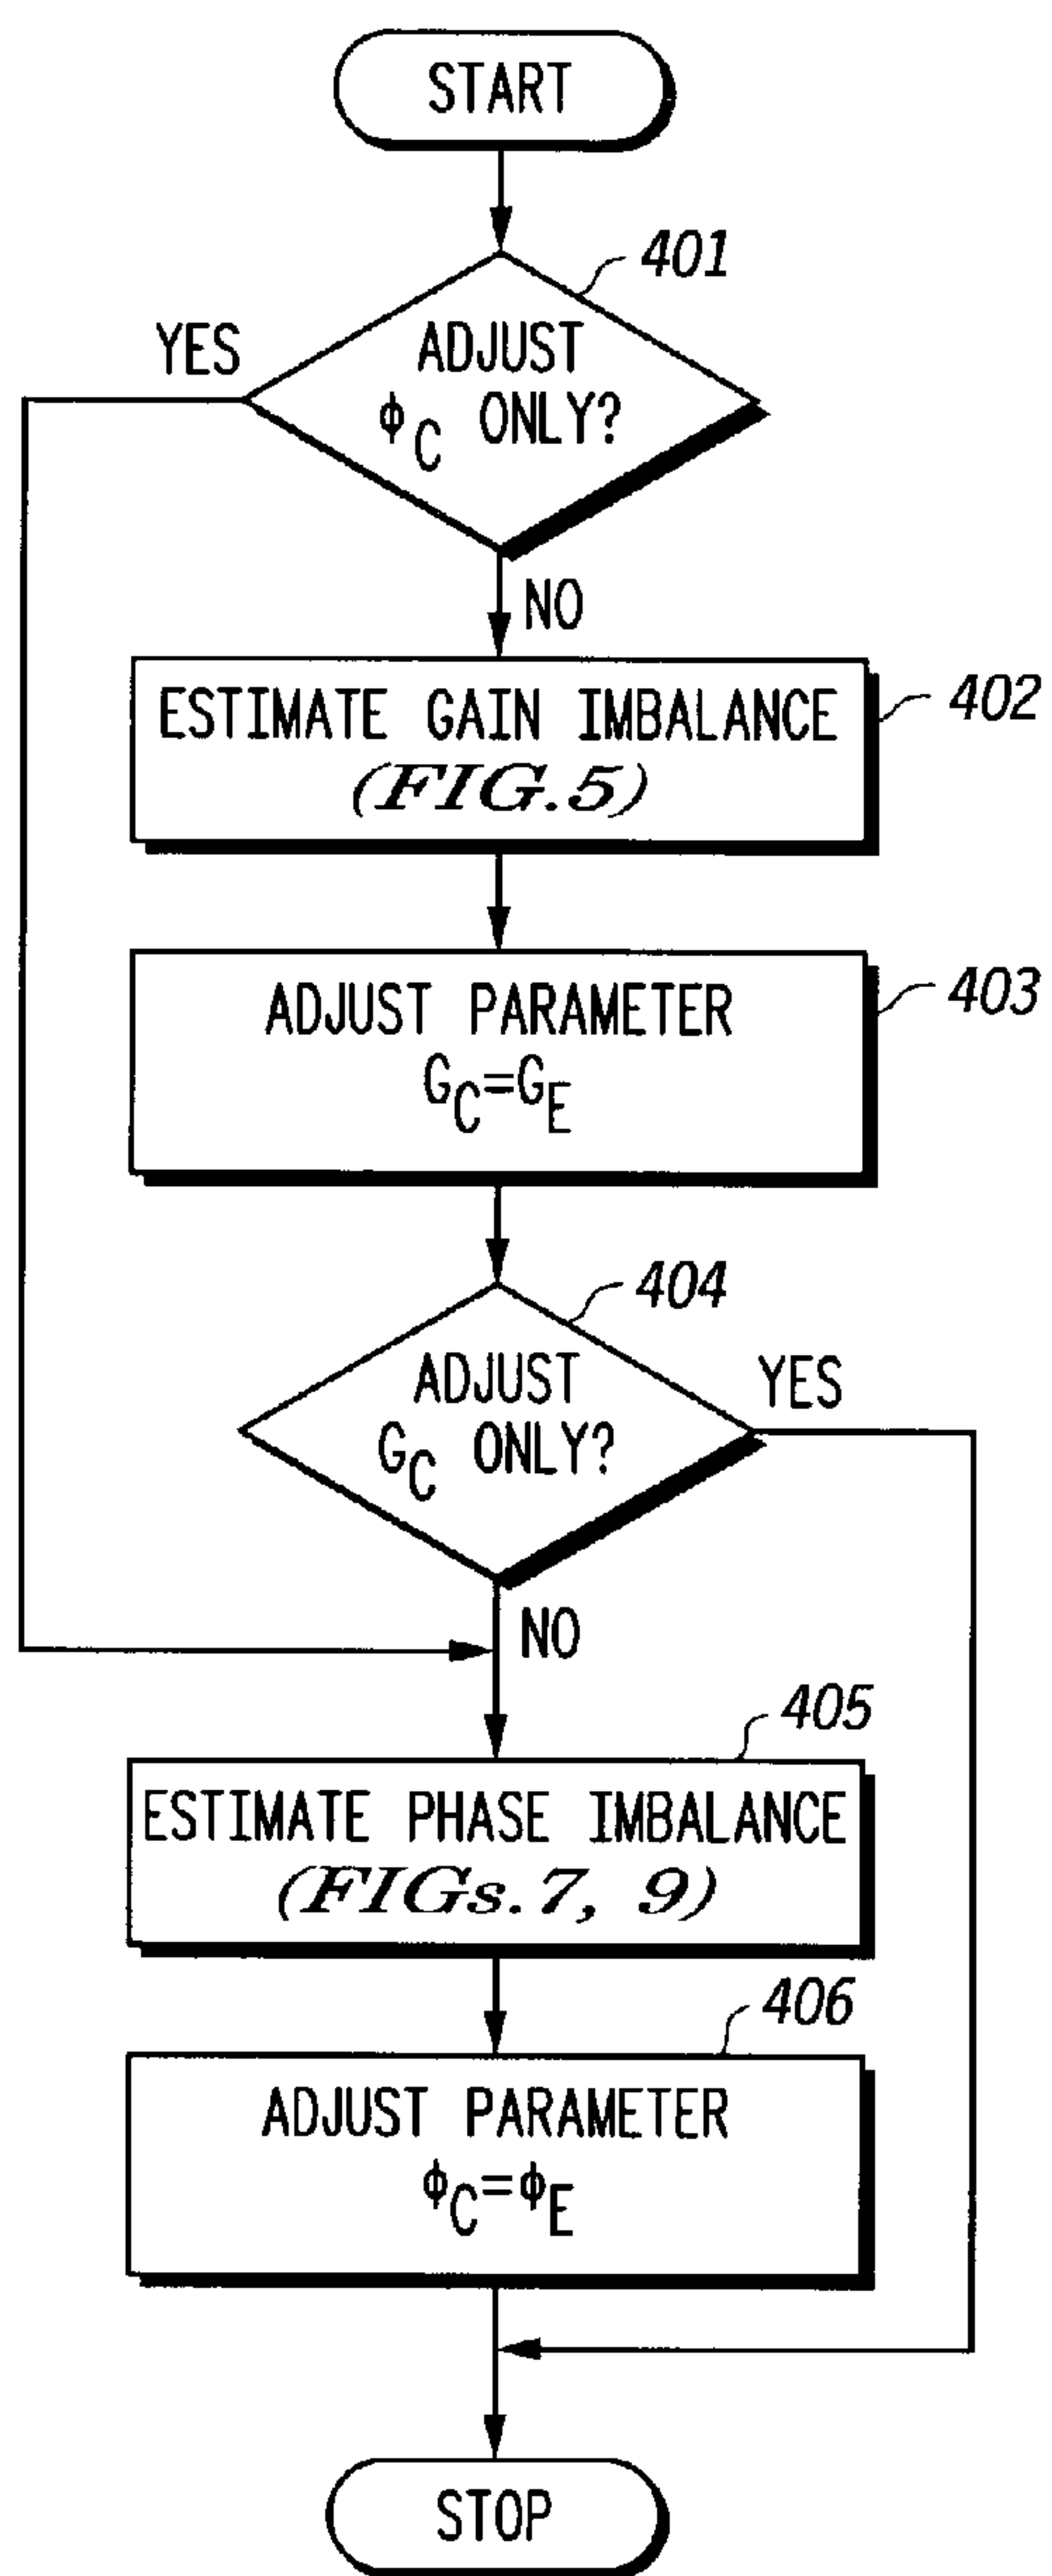 START
401
YES
ADJUST
ϕC ONLY?
NO
ESTIMATE GAIN IMBALANCE
(FIG.5)
402
ADJUST PARAMETER
GC=GE
403
404
ADJUST
GC ONLY?
YES
NO
405
ESTIMATE PHASE IMBALANCE
(FIGs.7, 9)
406
ADJUST PARAMETER
ϕC=ϕE
STOP